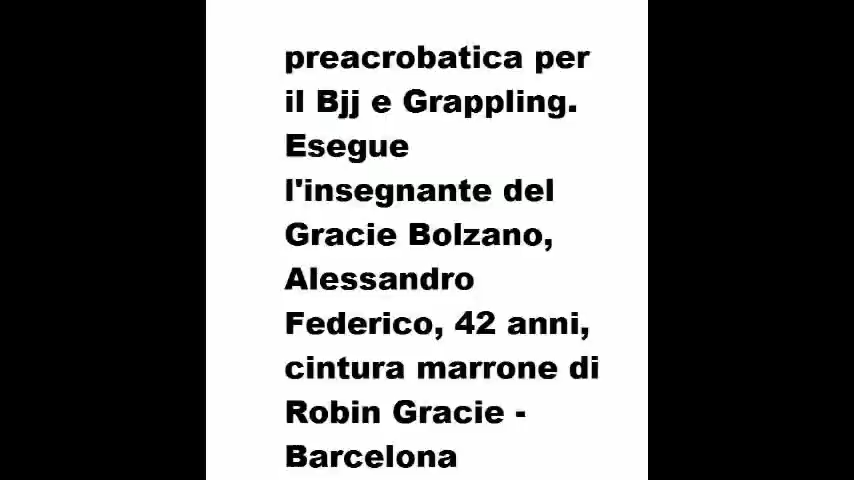 preacrobatica per
il Bjj e Grappling.
Esegue
l'insegnante del
Gracie Bolzano,
Alessandro
Federico, 42 anni,
cintura marrone di
Robin Gracie -
Barcelona